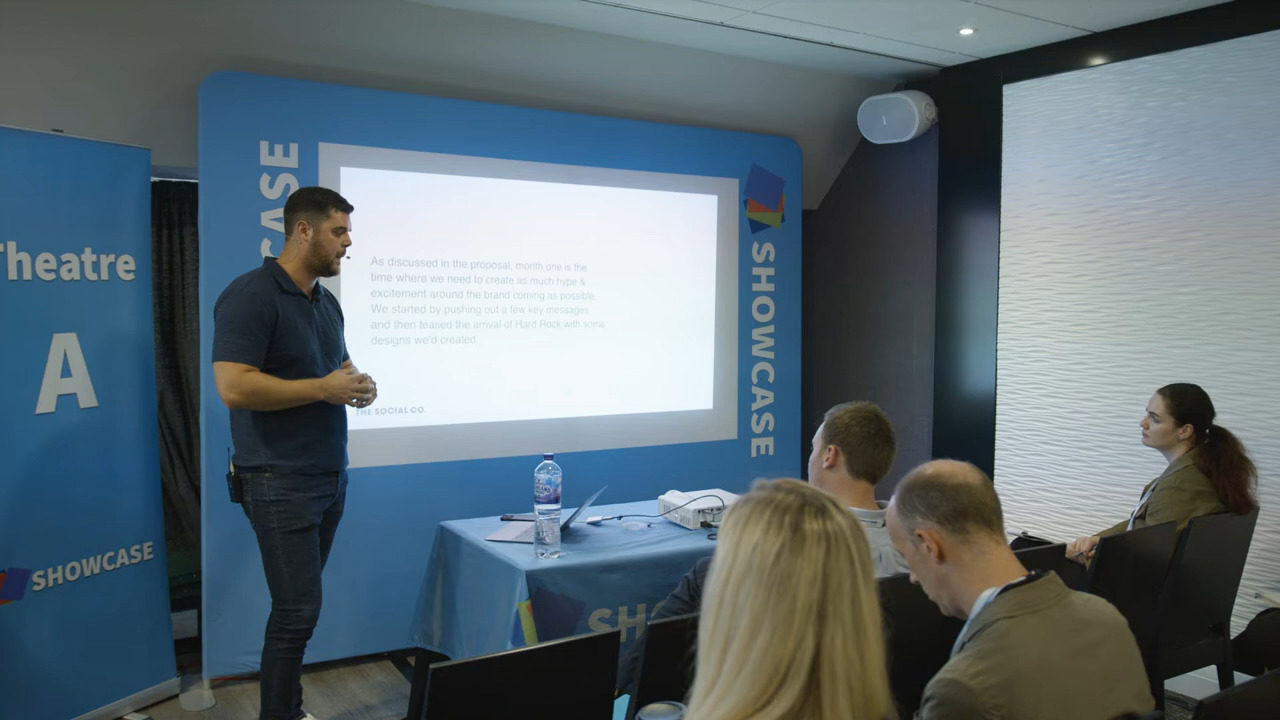 Theatre
A
SHOWCASE
CASE
As discussed in the proposal, month one is the
time where we need to create as much hype &
excitement around the brand coming as possible.
We started by pushing out a few key messages
and then teased the arrival of Hard Rock with some
designs we'd created.
THE SOCIAL CO.
SHOWCASE
SH